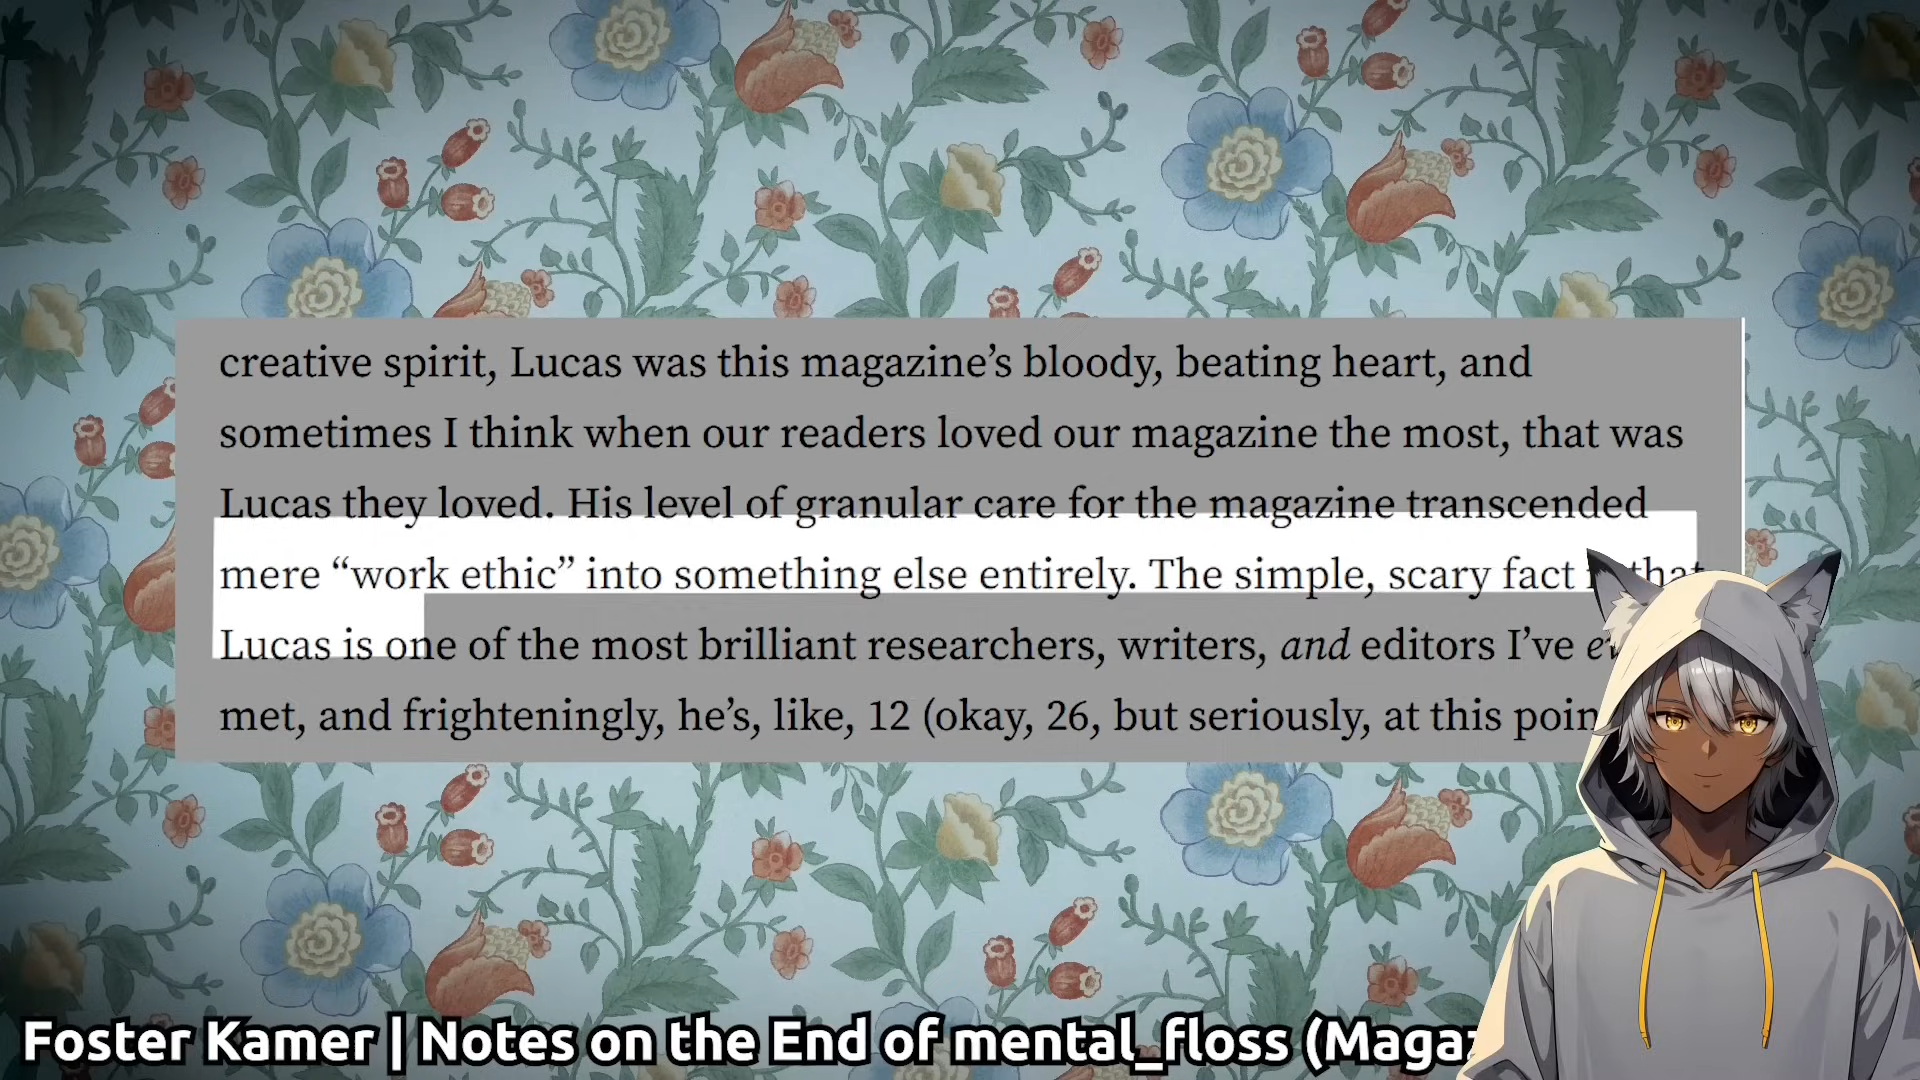 creative spirit, Lucas was this magazine’s bloody, beating heart, and
sometimes I think when our readers loved our magazine the most, that was
Lucas they loved. His level of granular care for the magazine transcended
mere “work ethic” into something else entirely. The simple, scary fact that
Lucas is one of the most brilliant researchers, writers, and editors I’ve
met, and frighteningly, he’s, like, 12 (okay, 26, but seriously, at this
Foster Kamer | Notes on the End of mental_floss